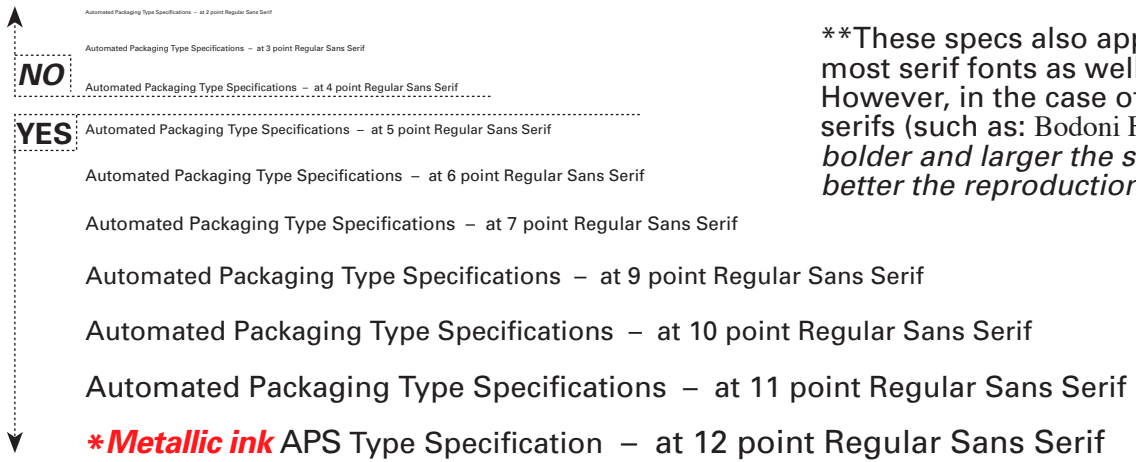 Automated Packaging Type Specifications – at 2 point Regular Sans Serif
Automated Packaging Type Specifications – at 3 point Regular Sans Serif
NO
Automated Packaging Type Specifications – at 4 point Regular Sans Serif
YES
Automated Packaging Type Specifications – at 5 point Regular Sans Serif
Automated Packaging Type Specifications – at 6 point Regular Sans Serif
Automated Packaging Type Specifications – at 7 point Regular Sans Serif
Automated Packaging Type Specifications – at 9 point Regular Sans Serif
Automated Packaging Type Specifications – at 10 point Regular Sans Serif
Automated Packaging Type Specifications – at 11 point Regular Sans Serif
*Metallic ink APS Type Specification – at 12 point Regular Sans Serif
**These specs also
most serif fonts as
However, in the case
serifs (such as: Bodoni
bolder and larger the
better the